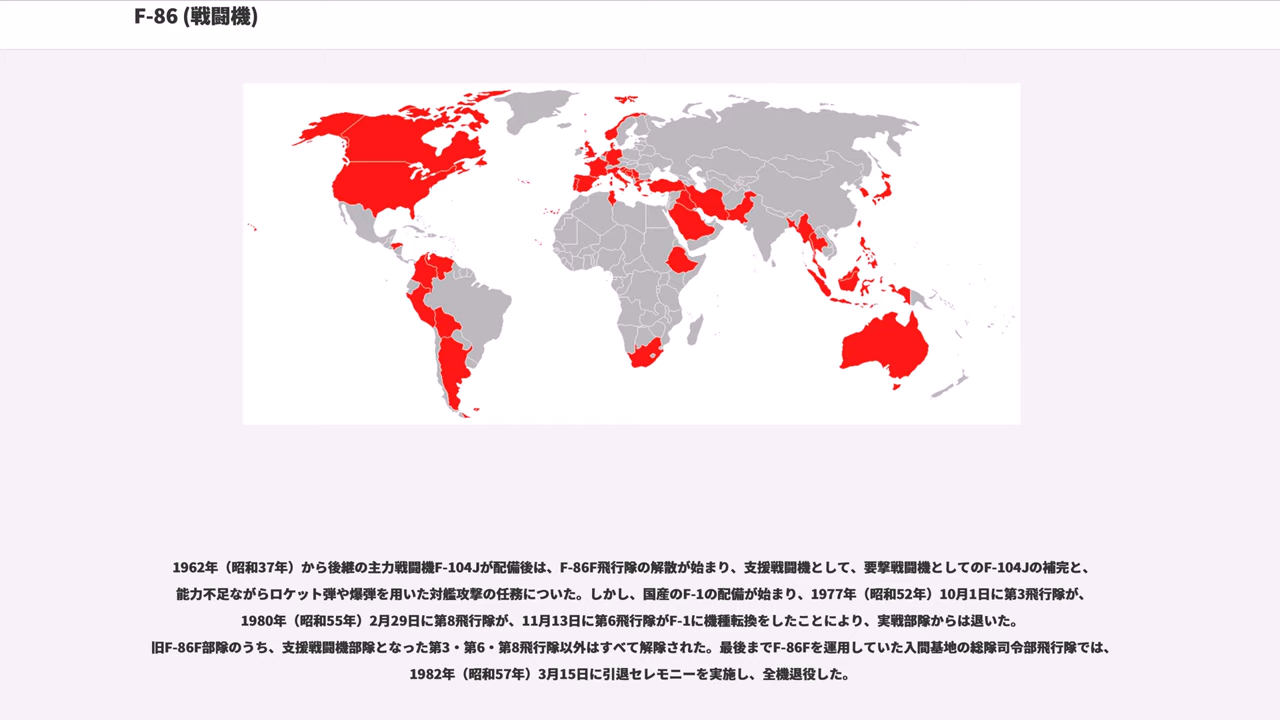 F-86 (戦闘機)
1962年（昭和37年）から後継の主力戦闘機F-104Jが配備後は、F-86F飛行隊の解散が始まり、支援戦闘機として、要撃戦闘機としてのF-104Jの補完と、
能力不足ながらロケット弾や爆弾を用いた対艦攻撃の任務についた。しかし、国産のF-1の配備が始まり、1977年（昭和52年）10月1日に第3飛行隊が、
1980年（昭和55年）2月29日に第8飛行隊が、11月13日に第6飛行隊がF-1に機種転換をしたことにより、実戦部隊からは退いた。
旧F-86F部隊のうち、支援戦闘機部隊となった第3・第6・第8飛行隊以外はすべて解隊された。最後までF-86Fを運用していた入間基地の総隊司令部飛行隊では、
1982年（昭和57年）3月15日に引退セレモニーを実施し、全機退役した。